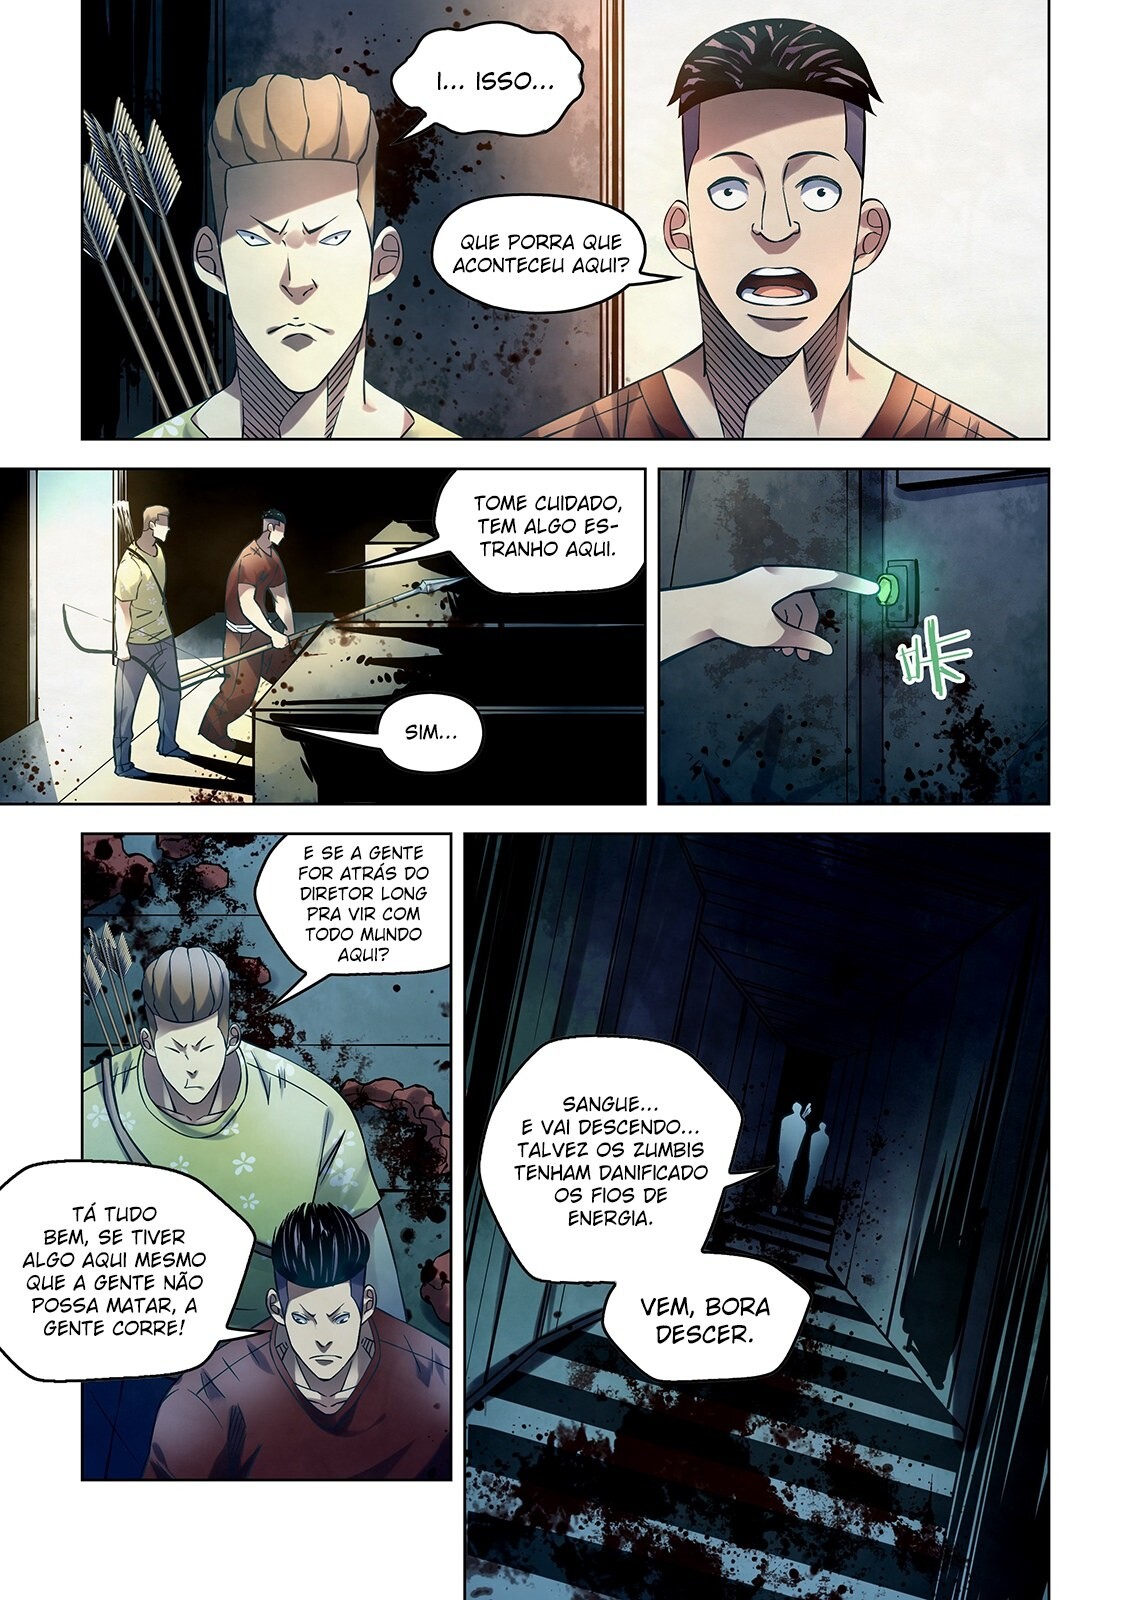 I... ISSO...
QUE PORRA QUE
ACONTECEU AQUI?
TOME CUIDADO,
TEM ALGO ES-
TRANHO AQUI.
SIM...
咔
E SE A GENTE
FOR ATRÁS DO
DIRETOR LONG
PRA VIR COM
TODO MUNDO
AQUI?
TÁ TUDO
BEM, SE TIVER
ALGO AQUI MESMO
QUE A GENTE NÃO
POSSA MATAR, A
GENTE CORRE!
SANGUE...
E VAI DESCENDO...
TALVEZ OS ZUMBIS
TENHAM DANIFICADO
OS FIOS DE
ENERGIA.
VEM, BORA
DESCER.